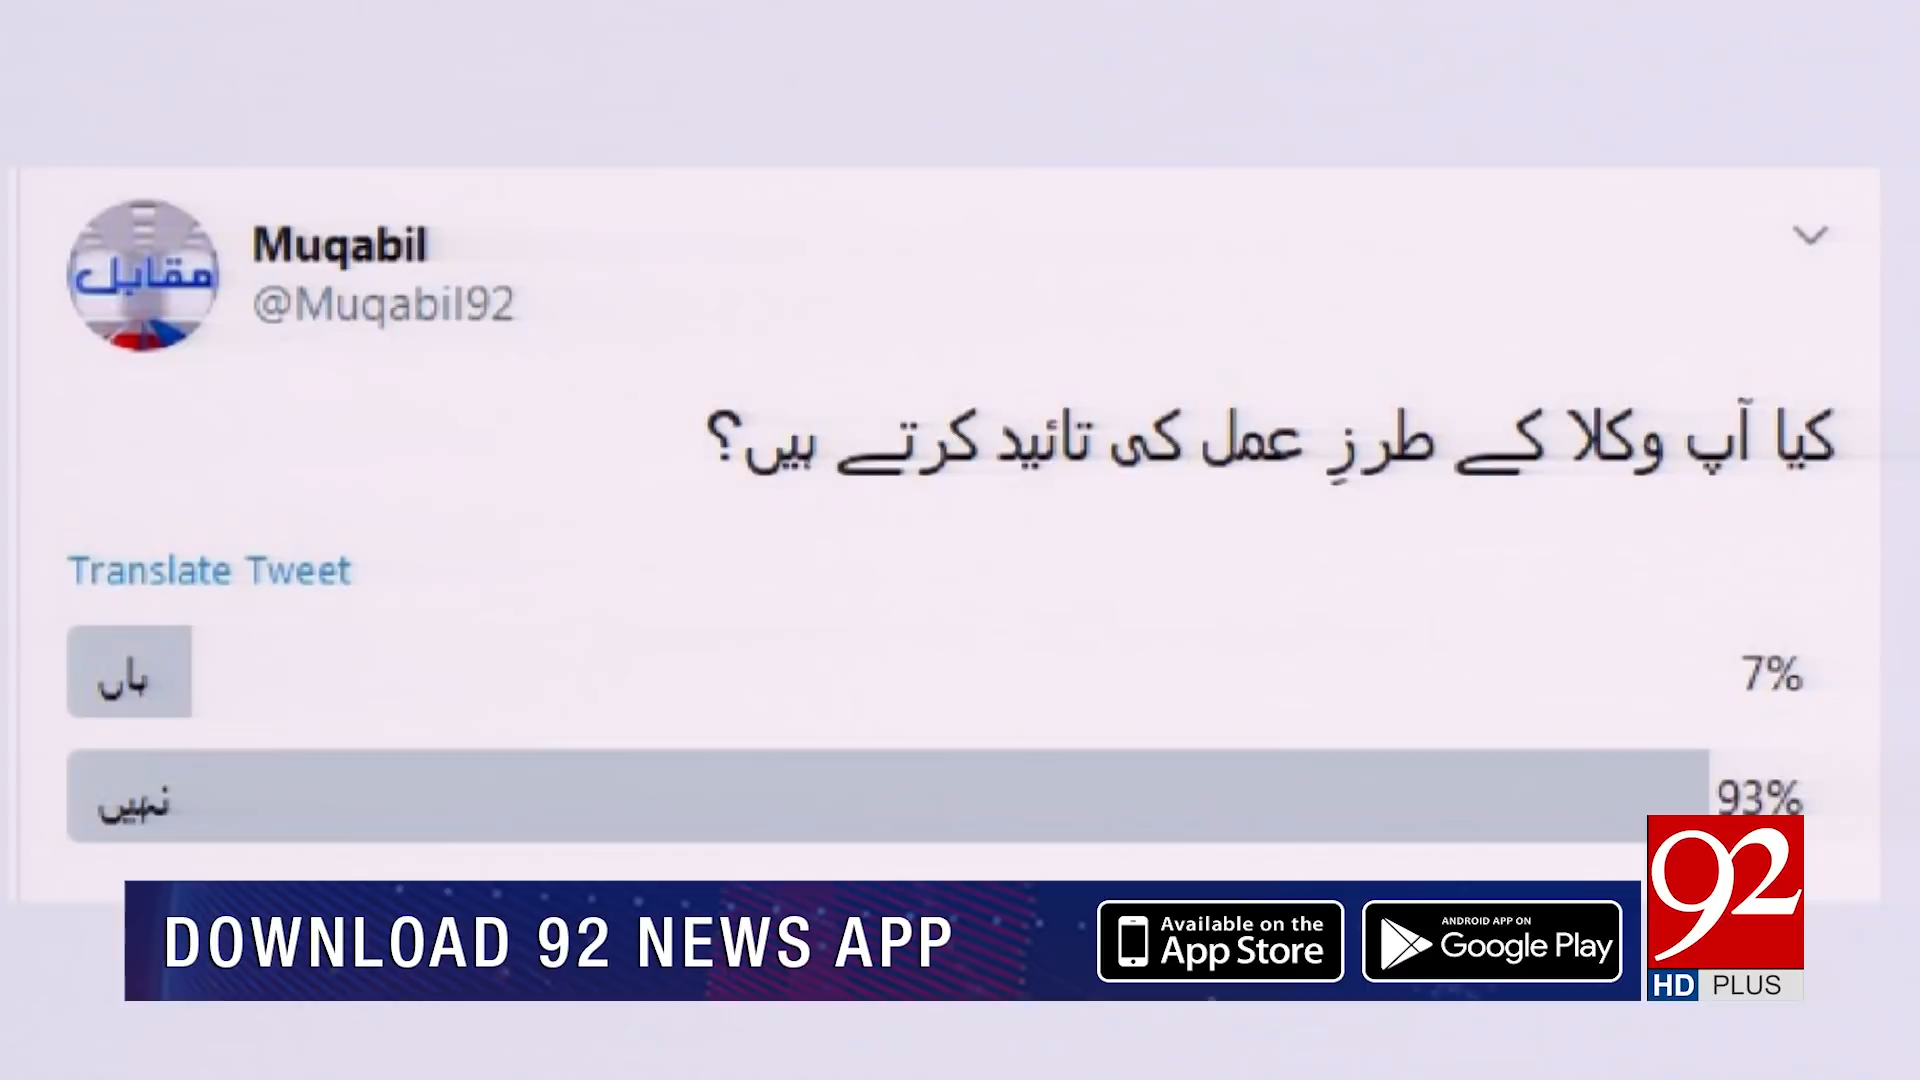 مقابل
Muqabil
@Muqabil92
کیا آپ وکلا کے طرزِ عمل کی تائید کرتے ہیں؟
Translate Tweet
ہاں 7%
نہیں 93%
DOWNLOAD 92 NEWS APP
Available on the
App Store
ANDROID APP ON
Google Play
92
HD PLUS